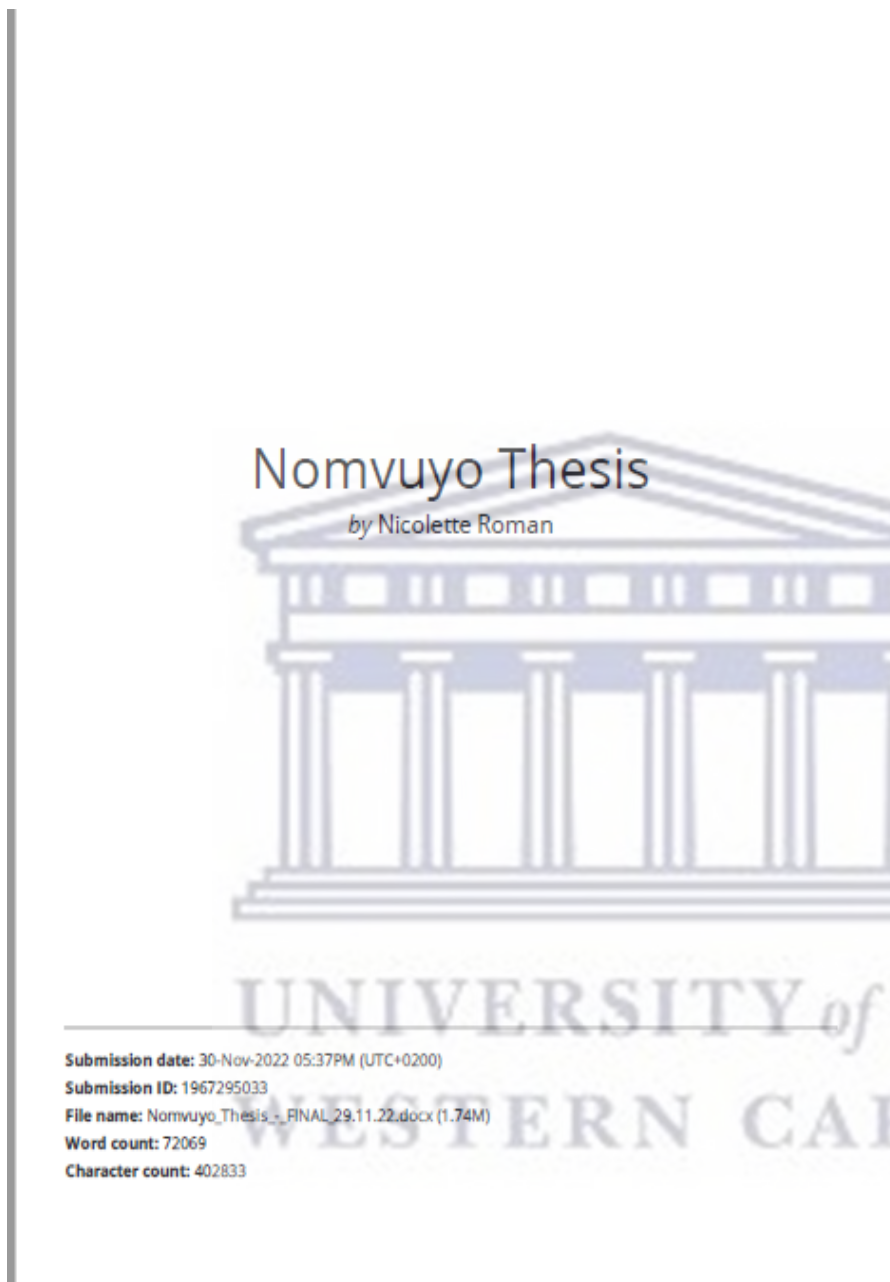 Nomvuyo Thesis
by Nicolette Roman
UNIVERSITY of
Submission date: 30-Nov-2022 05:37PM (UTC+0200)
Submission ID: 1967295033
File name: Nomvuyo_Thesis_-_FINAL_29.11.22.docx (1.74M)
WESTERN CAP
Word count: 72069
Character count: 402833